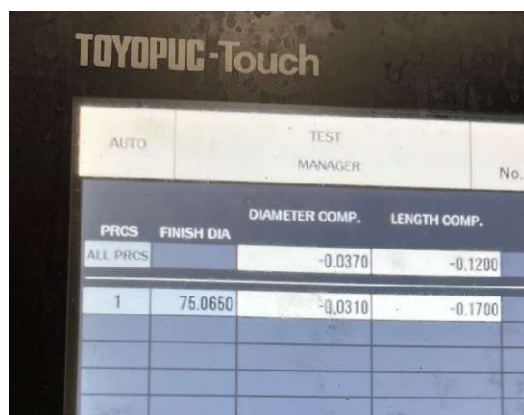 TOYOPUC-Touch
AUTO TEST
MANAGER No.
PRCS FINISH DIA DIAMETER COMP. LENGTH COMP.
ALL PRCS -0.0370 -0.1200
1 75.0650 -0.0310 -0.1700